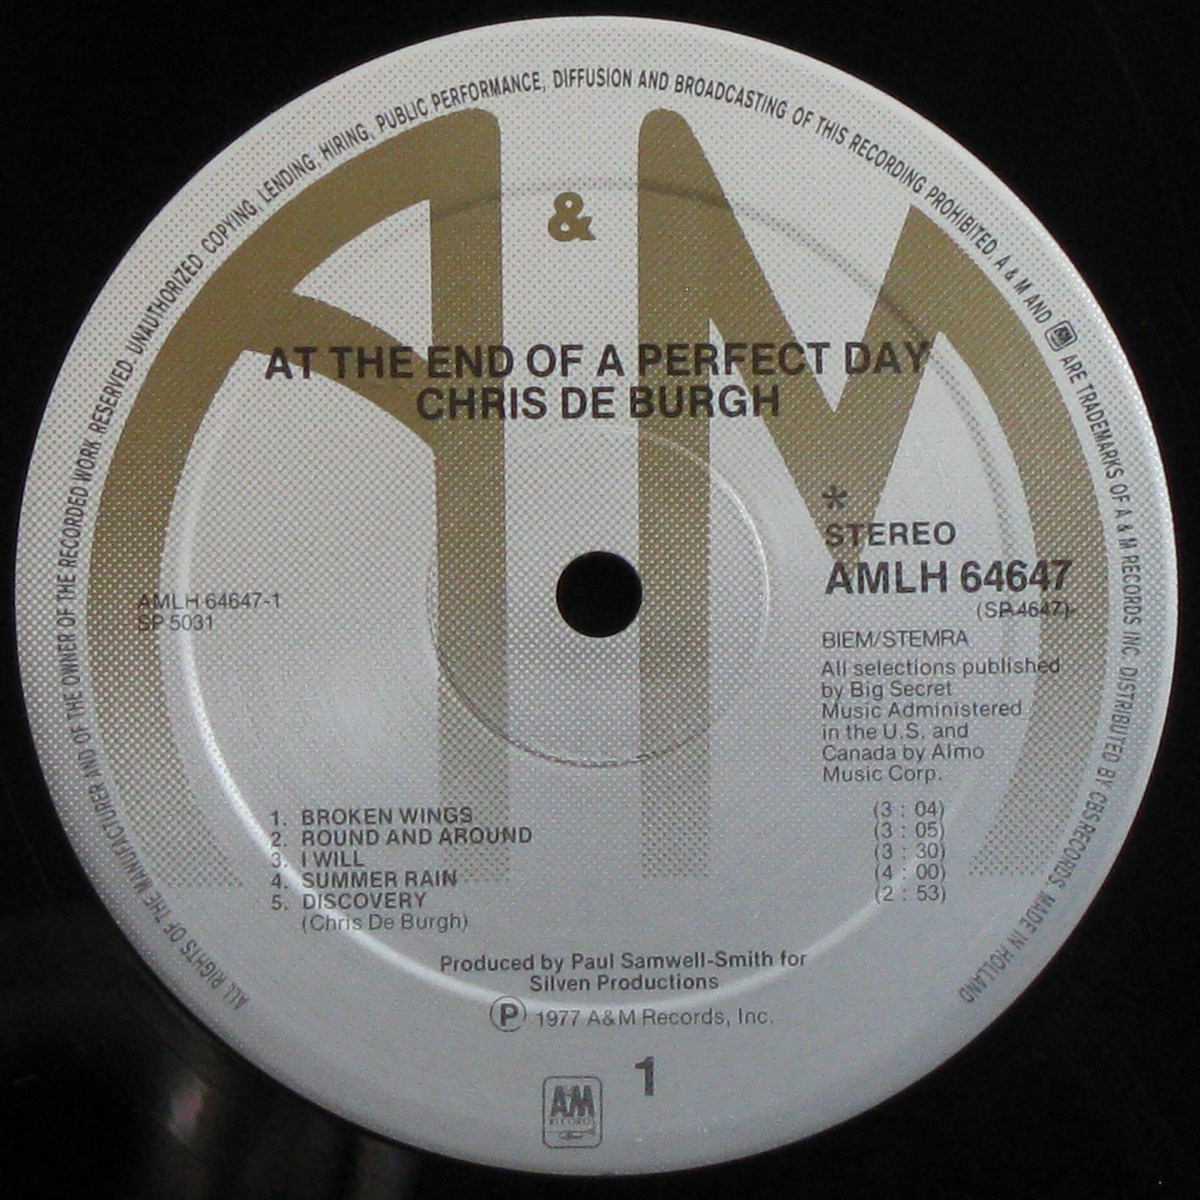 ALL RIGHTS OF THE MANUFACTURER AND OF THE OWNER OF THE RECORDED WORK RESERVED. UNAUTHORIZED COPYING, LENDING, HIRING, PUBLIC PERFORMANCE, DIFFUSION AND BROADCASTING OF THIS RECORDING PROHIBITED A & M AND A&M ARE TRADEMARKS OF A & M RECORDS INC. DISTRIBUTED BY CBS-RECORDS MADE IN HOLLAND
A & M
AT THE END OF A PERFECT DAY
CHRIS DE BURGH
*
STEREO
AMLH 64647
(SP 4647)
AMLH 64647-1
SP 5031
BIEM/STEMRA
All selections published
by Big Secret
Music Administered
in the U.S. and
Canada by Almo
Music Corp.
1. BROKEN WINGS (3 : 04)
2. ROUND AND AROUND (3 : 05)
3. I WILL (3 : 30)
4. SUMMER RAIN (4 : 00)
5. DISCOVERY (2 : 53)
(Chris De Burgh)
Produced by Paul Samwell-Smith for
Silven Productions
Ⓟ 1977 A&M Records, Inc.
1
A&M
RECORDS